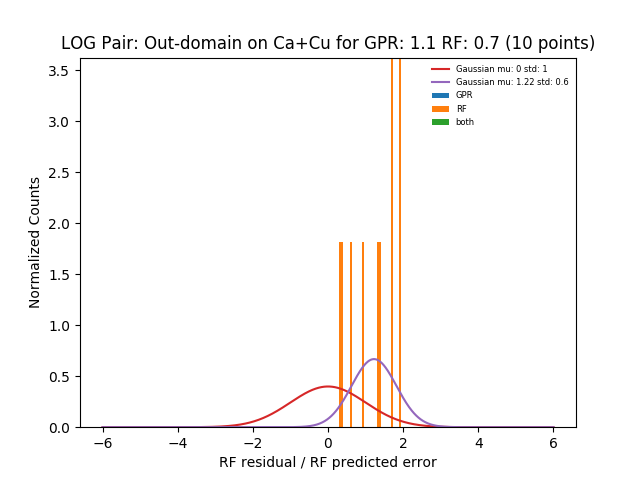 LOG Pair: Out-domain on Ca+Cu for GPR: 1.1 RF: 0.7 (10 points)
Gaussian mu: 0 std: 1
Gaussian mu: 1.22 std: 0.6
GPR
RF
both
Normalized Counts
3.5
3.0
2.5
2.0
1.5
1.0
0.5
0.0
−6 −4 −2 0 2 4 6
RF residual / RF predicted error